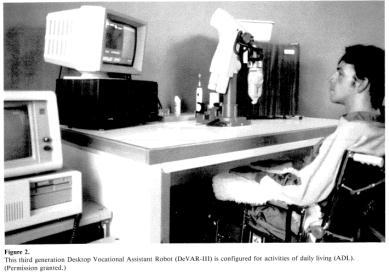 Figure 2.
This third generation Desktop Vocational Assistant Robot (DeVAR-III) is configured for activities of daily living (ADL).
(Permission granted.)